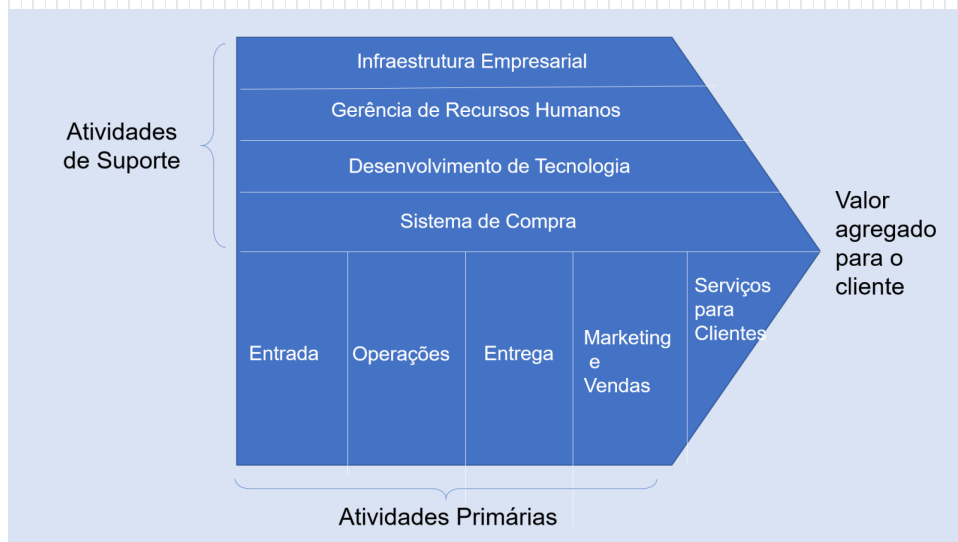 Infraestrutura Empresarial
Gerência de Recursos Humanos
Atividades
de Suporte
Desenvolvimento de Tecnologia
Sistema de Compra
Valor
agregado
para o
cliente
Entrada
Operações
Entrega
Marketing
e
Vendas
Serviços
para
Clientes
Atividades Primárias